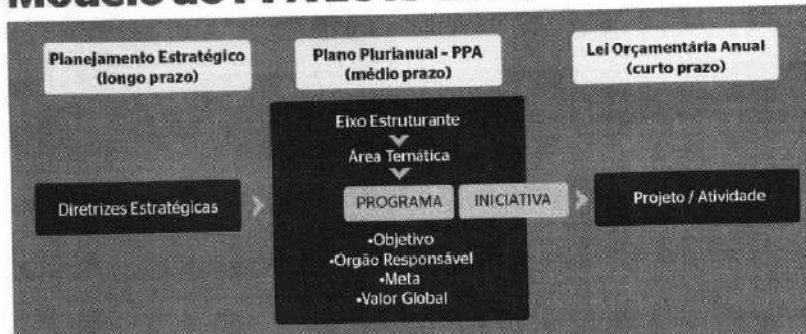 Planejamento Estratégico
(longo prazo)
Plano Plurianual - PPA
(médio prazo)
Lei Orçamentária Anual
(curto prazo)
Eixo Estruturante
Área Temática
Diretrizes Estratégicas
PROGRAMA
INICIATIVA
Projeto / Atividade
•Objetivo
•Órgão Responsável
•Meta
•Valor Global